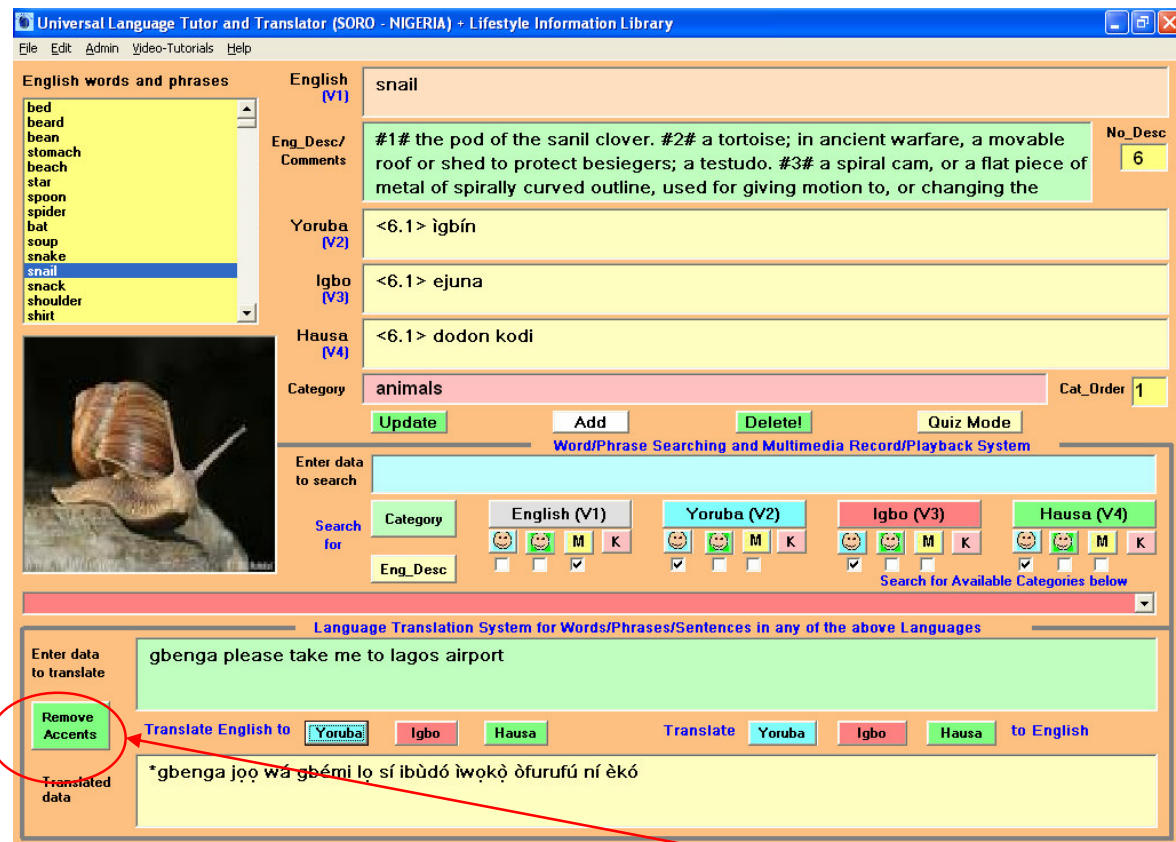 Universal Language Tutor and Translator (SORO - NIGERIA) + Lifestyle Information Library
File Edit Admin Video-Tutorials Help
English words and phrases
bed
beard
bean
stomach
beach
star
spoon
spider
bat
soup
snake
snail
snack
shoulder
shirt
English
(V1)
snail
Eng_Desc/
Comments
#1# the pod of the sanil clover. #2# a tortoise; in ancient warfare, a movable
roof or shed to protect besiegers; a testudo. #3# a spiral cam, or a flat piece of
metal of spirally curved outline, used for giving motion to, or changing the
No_Desc
6
Yoruba
(V2)
<6.1> ìgbín
Igbo
(V3)
<6.1> ejuna
Hausa
(V4)
<6.1> dodon kodi
Category
animals
Cat_Order 1
Update Add Delete! Quiz Mode
Word/Phrase Searching and Multimedia Record/Playback System
Enter data
to search
Search
for
Category
Eng_Desc
English (V1) Yoruba (V2) Igbo (V3) Hausa (V4)
M K M K M K M K
Search for Available Categories below
Language Translation System for Words/Phrases/Sentences in any of the above Languages
Enter data
to translate
gbenga please take me to lagos airport
Remove
Accents
Translate English to Yoruba Igbo Hausa Translate Yoruba Igbo Hausa to English
Translated
data
*gbenga jọọ wá gbémi lọ sí ibùdó ìwọkọ̀ òfurufú ní èkó